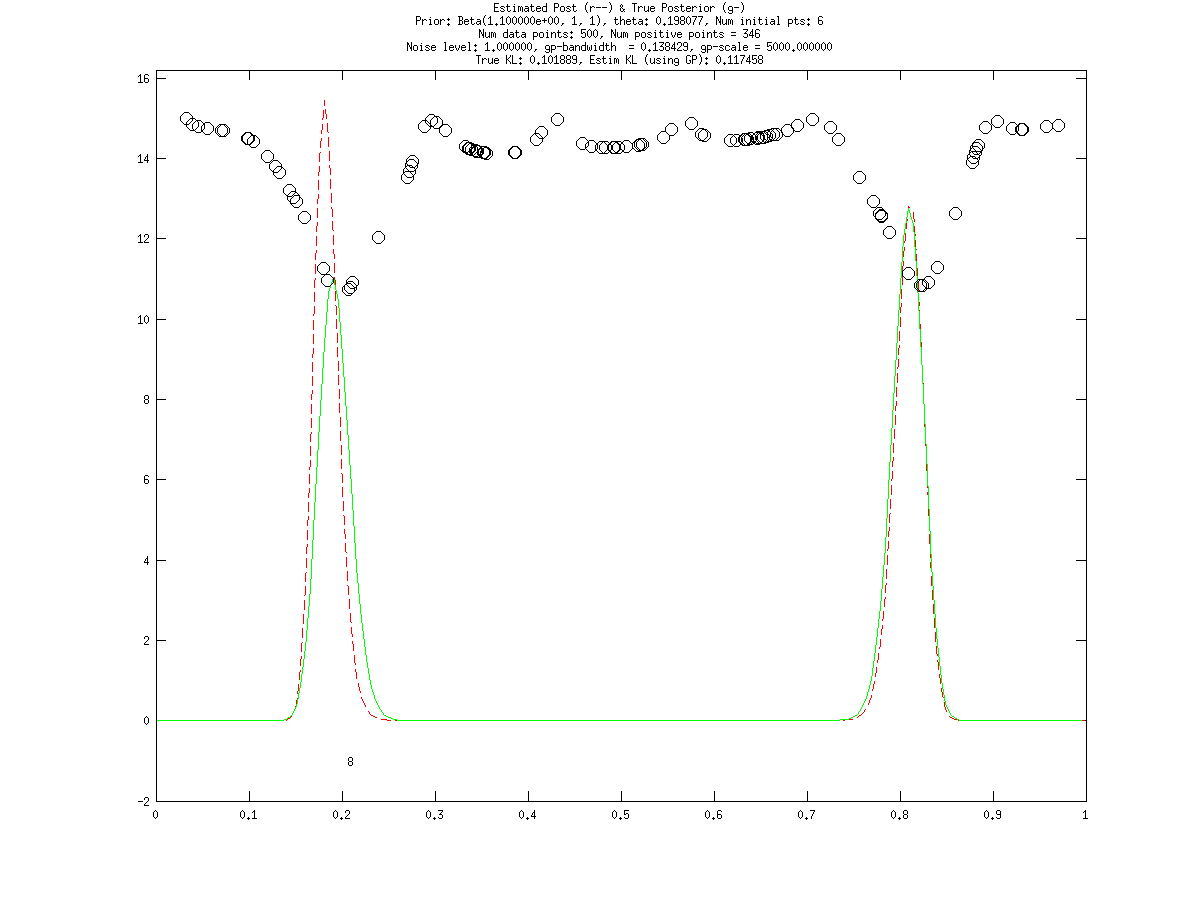 Estimated Post (r--) & True Posterior (g-)
Prior: Beta(1.100000e+00, 1, 1), theta: 0.198077, Num initial pts: 6
Num data points: 500, Num positive points = 346
Noise level: 1.000000, gp-bandwidth  = 0.138429, gp-scale = 5000.000000
True KL: 0.101889, Estim KL (using GP): 0.117458
16
14
12
10
8
6
4
2
0
8
-2
0 0.1 0.2 0.3 0.4 0.5 0.6 0.7 0.8 0.9 1